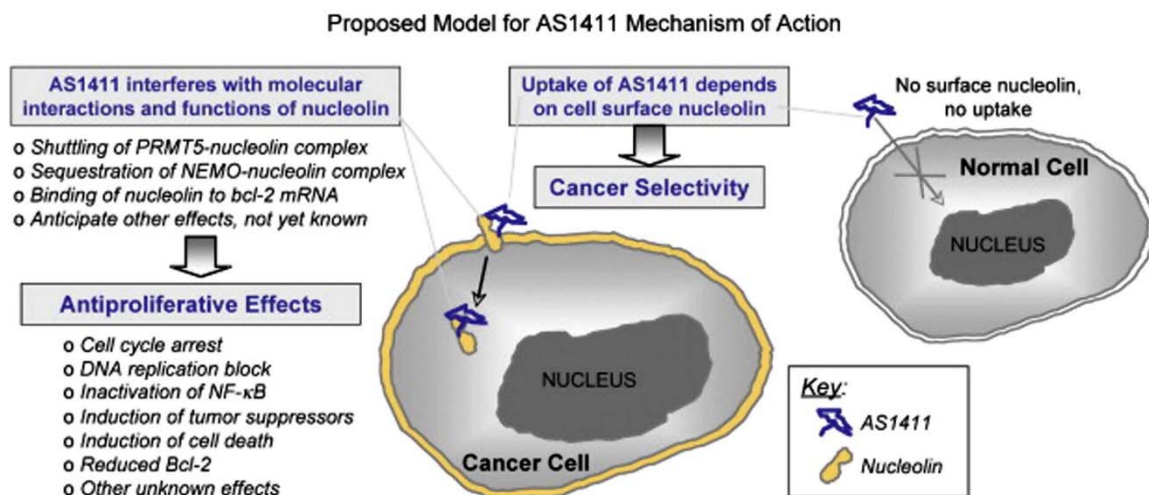 Proposed Model for AS1411 Mechanism of Action
AS1411 interferes with molecular
interactions and functions of nucleolin
o Shuttling of PRMT5-nucleolin complex
o Sequestration of NEMO-nucleolin complex
o Binding of nucleolin to bcl-2 mRNA
o Anticipate other effects, not yet known
Antiproliferative Effects
o Cell cycle arrest
o DNA replication block
o Inactivation of NF-κB
o Induction of tumor suppressors
o Induction of cell death
o Reduced Bcl-2
o Other unknown effects
Uptake of AS1411 depends
on cell surface nucleolin
Cancer Selectivity
NUCLEUS
Cancer Cell
No surface nucleolin,
no uptake
Normal Cell
NUCLEUS
Key:
AS1411
Nucleolin